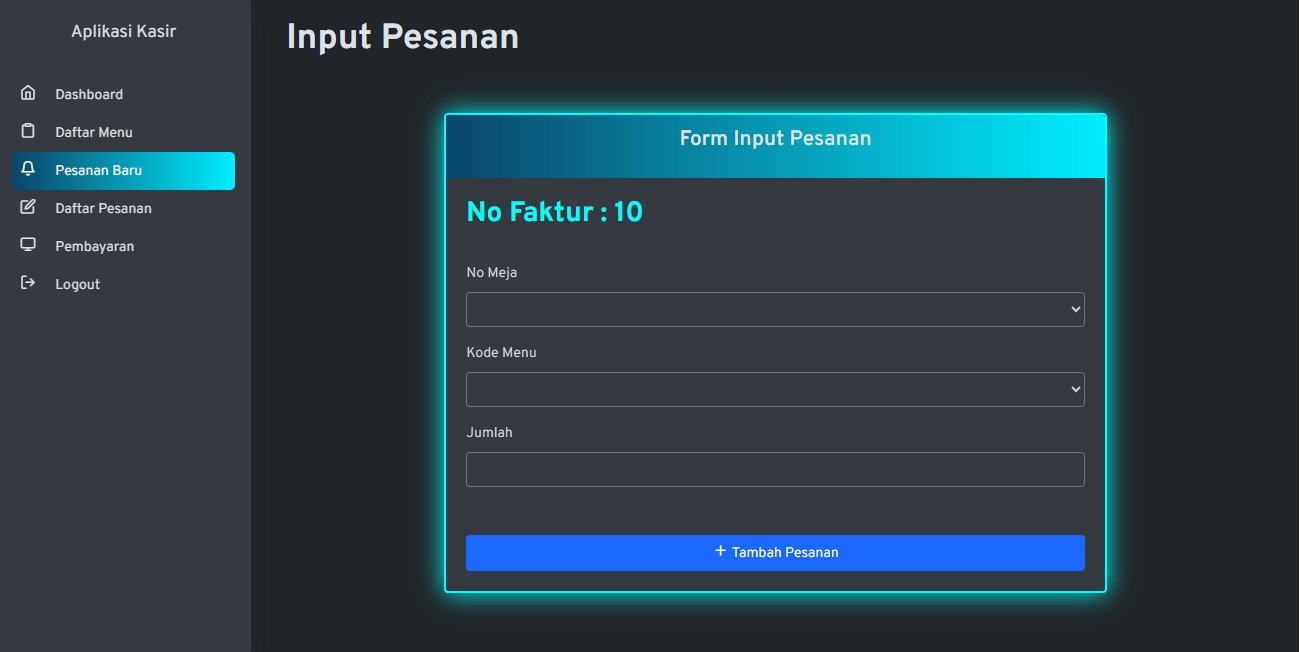 Aplikasi Kasir
Dashboard
Daftar Menu
Pesanan Baru
Daftar Pesanan
Pembayaran
Logout
Input Pesanan
Form Input Pesanan
No Faktur : 10
No Meja
Kode Menu
Jumlah
+ Tambah Pesanan